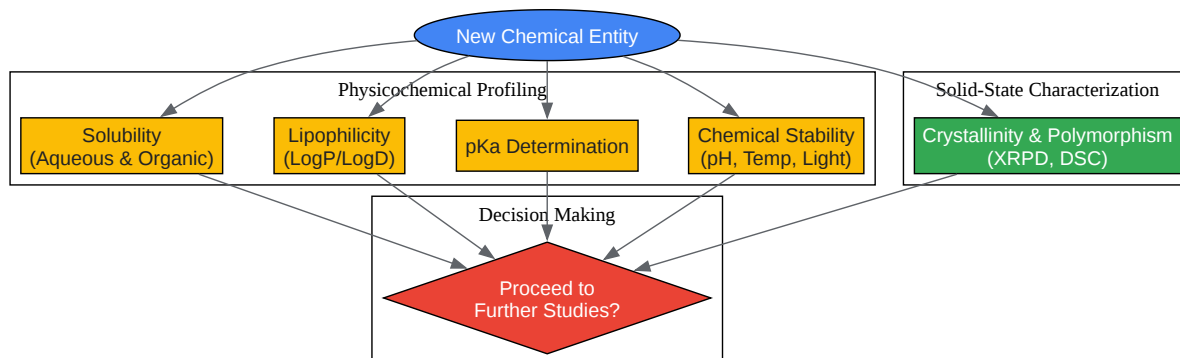 New Chemical Entity
Physicochemical Profiling
Solid-State Characterization
Solubility
(Aqueous & Organic)
Lipophilicity
(LogP/LogD)
pKa Determination
Chemical Stability
(pH, Temp, Light)
Crystallinity & Polymorphism
(XRPD, DSC)
Decision Making
Proceed to
Further Studies?